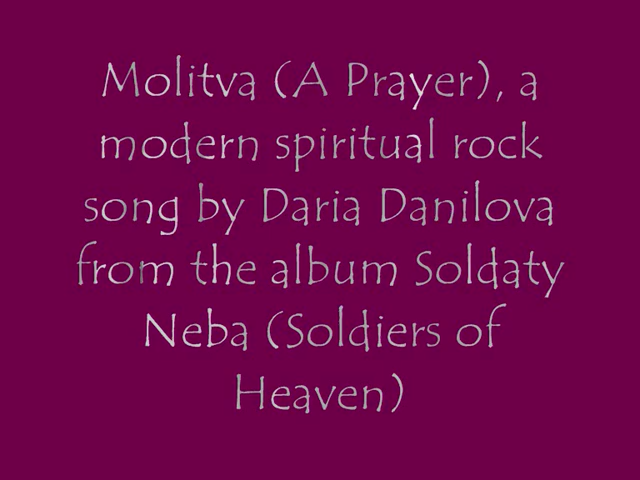 Molitva (A Prayer), a
modern spiritual rock
song by Daria Danilova
from the album Soldaty
Neba (Soldiers of
Heaven)